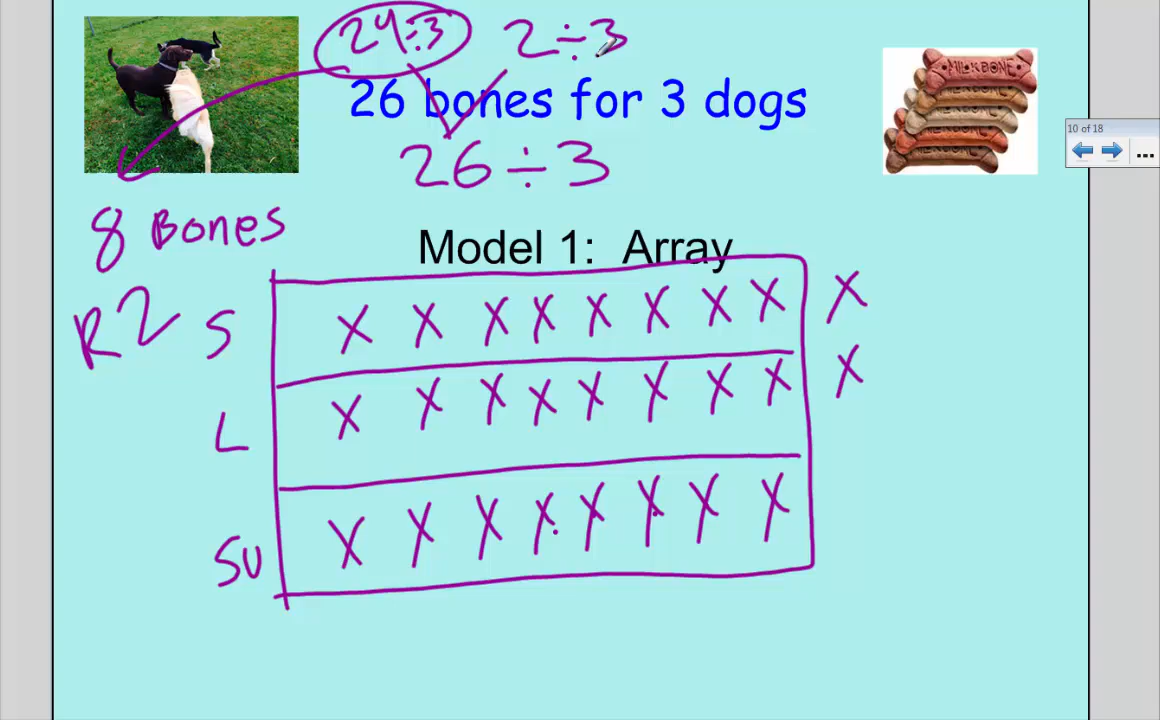 24÷3 2÷3
26 bones for 3 dogs
MILKBONE
10 of 18
...
26 ÷ 3
8 Bones
Model 1: Array
R2
S X X X X X X X X X
L X X X X X X X X X
SU X X X X X X X X